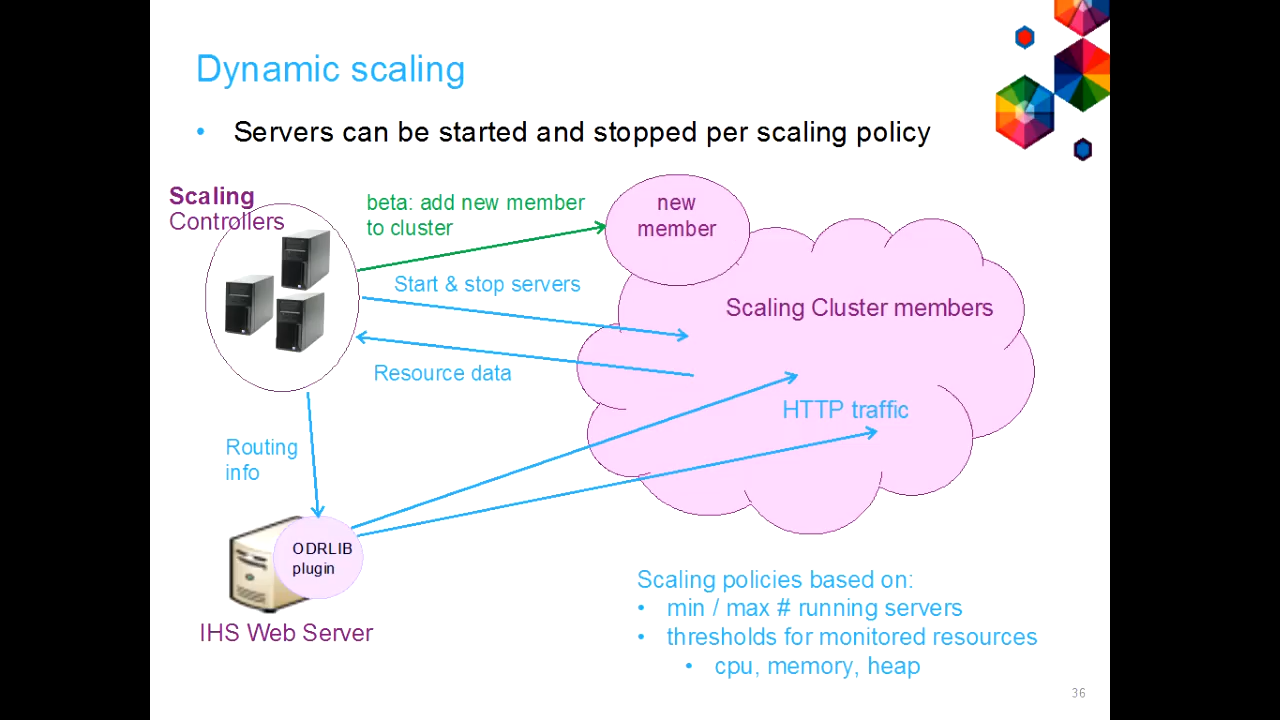 Dynamic scaling
• Servers can be started and stopped per scaling policy
Scaling
Controllers
beta: add new member
to cluster
new
member
Start & stop servers
Scaling Cluster members
Resource data
HTTP traffic
Routing
info
ODRLIB
plugin
IHS Web Server
Scaling policies based on:
• min / max # running servers
• thresholds for monitored resources
• cpu, memory, heap
36